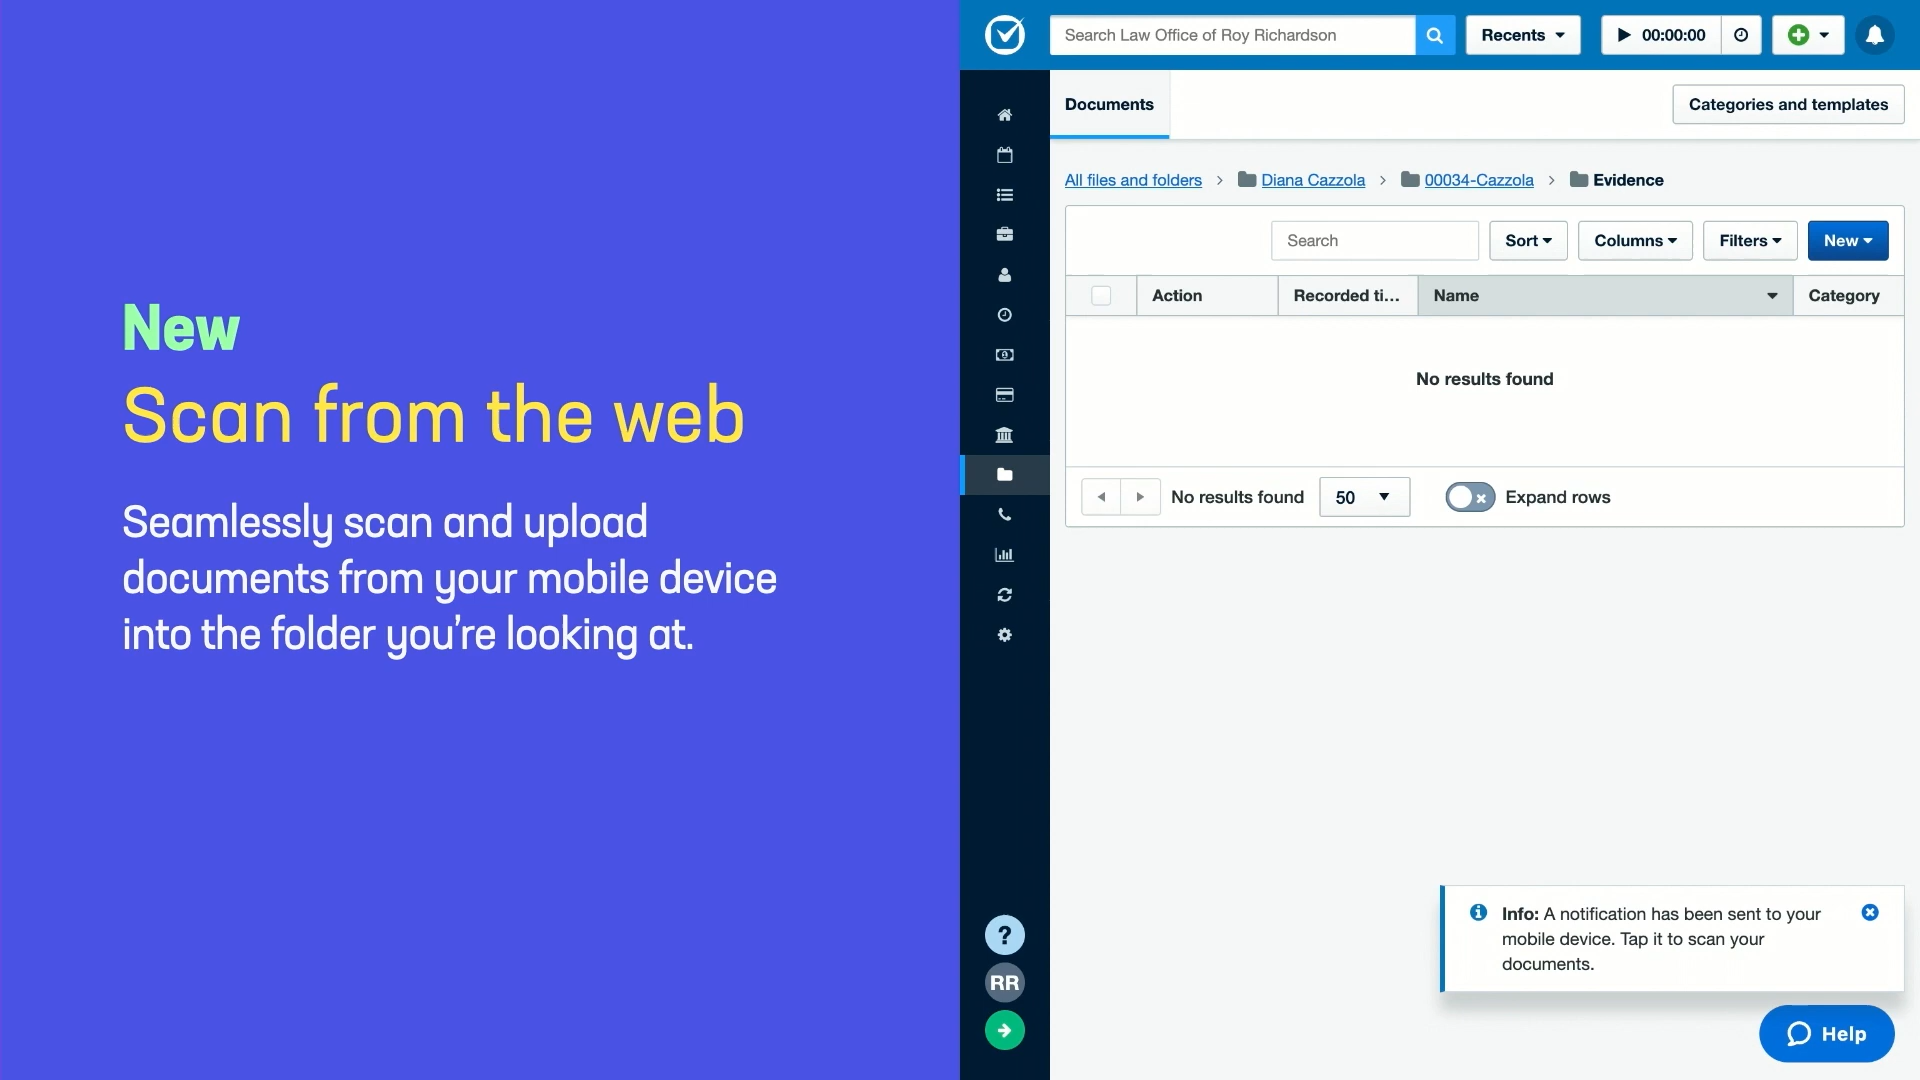 New
Scan from the web
Seamlessly scan and upload
documents from your mobile device
into the folder you’re looking at.
Search Law Office of Roy Richardson
Recents
00:00:00
Documents
Categories and templates
All files and folders > Diana Cazzola > 00034-Cazzola > Evidence
Search
Sort
Columns
Filters
New
Action
Recorded ti...
Name
Category
No results found
No results found
50
Expand rows
?
RR
Info: A notification has been sent to your
mobile device. Tap it to scan your
documents.
Help